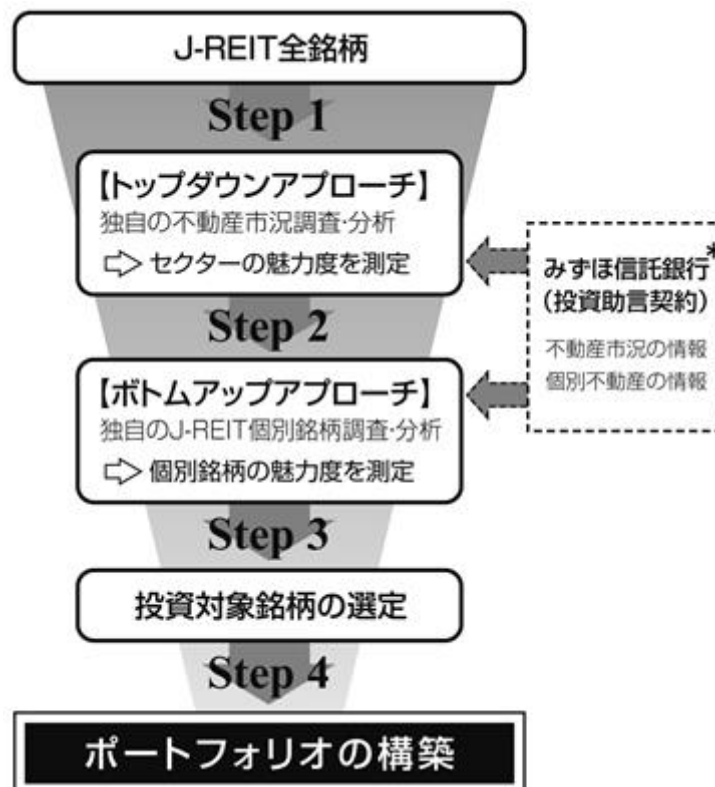 J-REIT全銘柄
Step 1
【トップダウンアプローチ】
独自の不動産市況調査・分析
⇨ セクターの魅力度を測定
みずほ信託銀行*
(投資助言契約)
不動産市況の情報
個別不動産の情報
Step 2
【ボトムアップアプローチ】
独自のJ-REIT個別銘柄調査・分析
⇨ 個別銘柄の魅力度を測定
Step 3
投資対象銘柄の選定
Step 4
ポートフォリオの構築